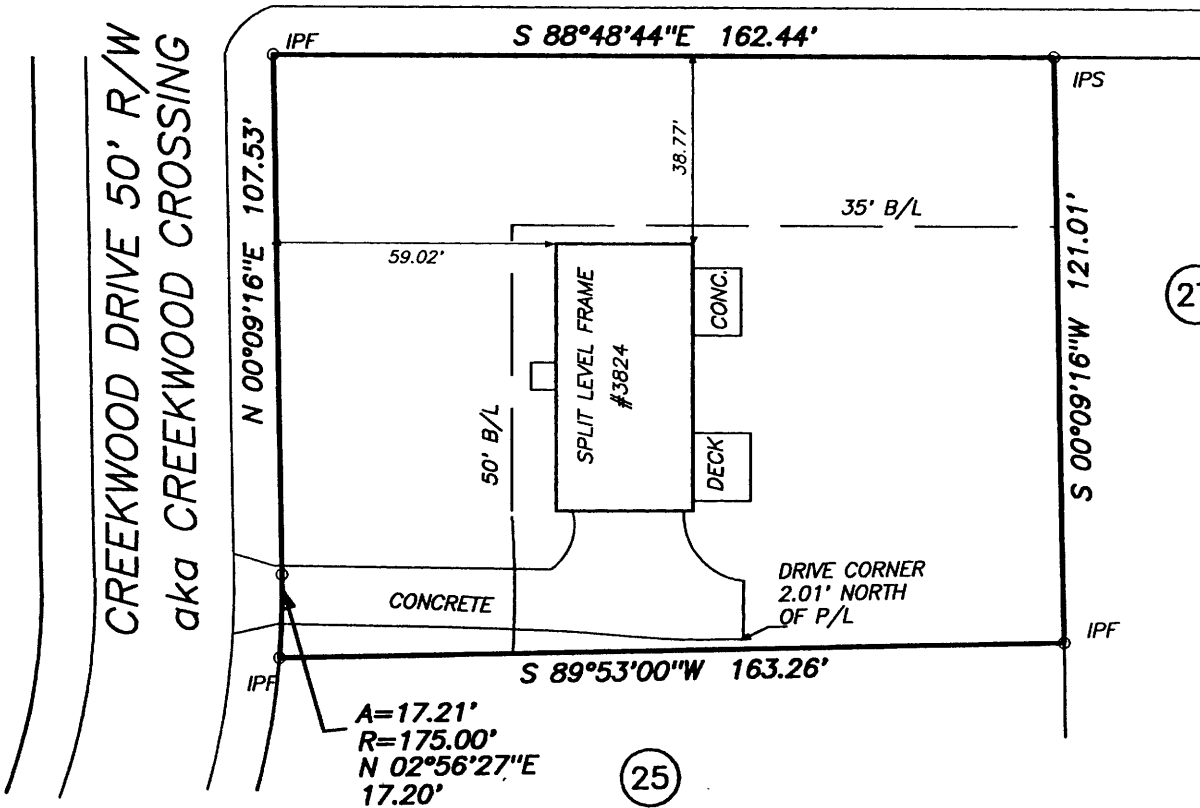 IPF
S 88°48'44"E 162.44'
IPS
CREEKWOOD DRIVE 50' R/W
aka CREEKWOOD CROSSING
N 00°09'16"E 107.53'
38.77'
35' B/L
59.02'
SPLIT LEVEL FRAME
#3824
CONC.
S 00°09'16"W 121.01'
50' B/L
DECK
CONCRETE
DRIVE CORNER
2.01' NORTH
OF P/L
IPF
IPF
S 89°53'00"W 163.26'
A=17.21'
R=175.00'
N 02°56'27"E
17.20'
25